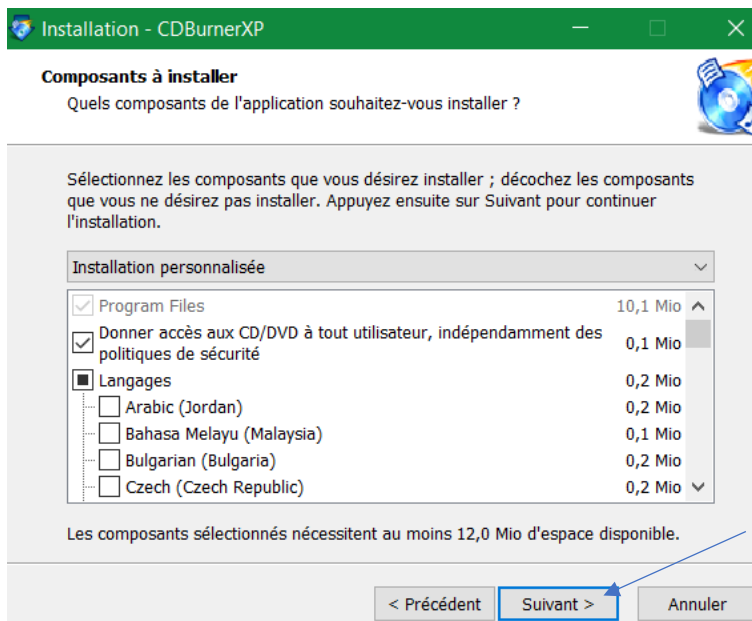 Installation - CDBurnerXP
Composants à installer
Quels composants de l'application souhaitez-vous installer ?
Sélectionnez les composants que vous désirez installer ; décochez les composants
que vous ne désirez pas installer. Appuyez ensuite sur Suivant pour continuer
l'installation.
Installation personnalisée
Program Files 10,1 Mio
Donner accès aux CD/DVD à tout utilisateur, indépendamment des
politiques de sécurité 0,1 Mio
Langages 0,2 Mio
Arabic (Jordan) 0,2 Mio
Bahasa Melayu (Malaysia) 0,1 Mio
Bulgarian (Bulgaria) 0,2 Mio
Czech (Czech Republic) 0,2 Mio
Les composants sélectionnés nécessitent au moins 12,0 Mio d'espace disponible.
< Précédent Suivant > Annuler